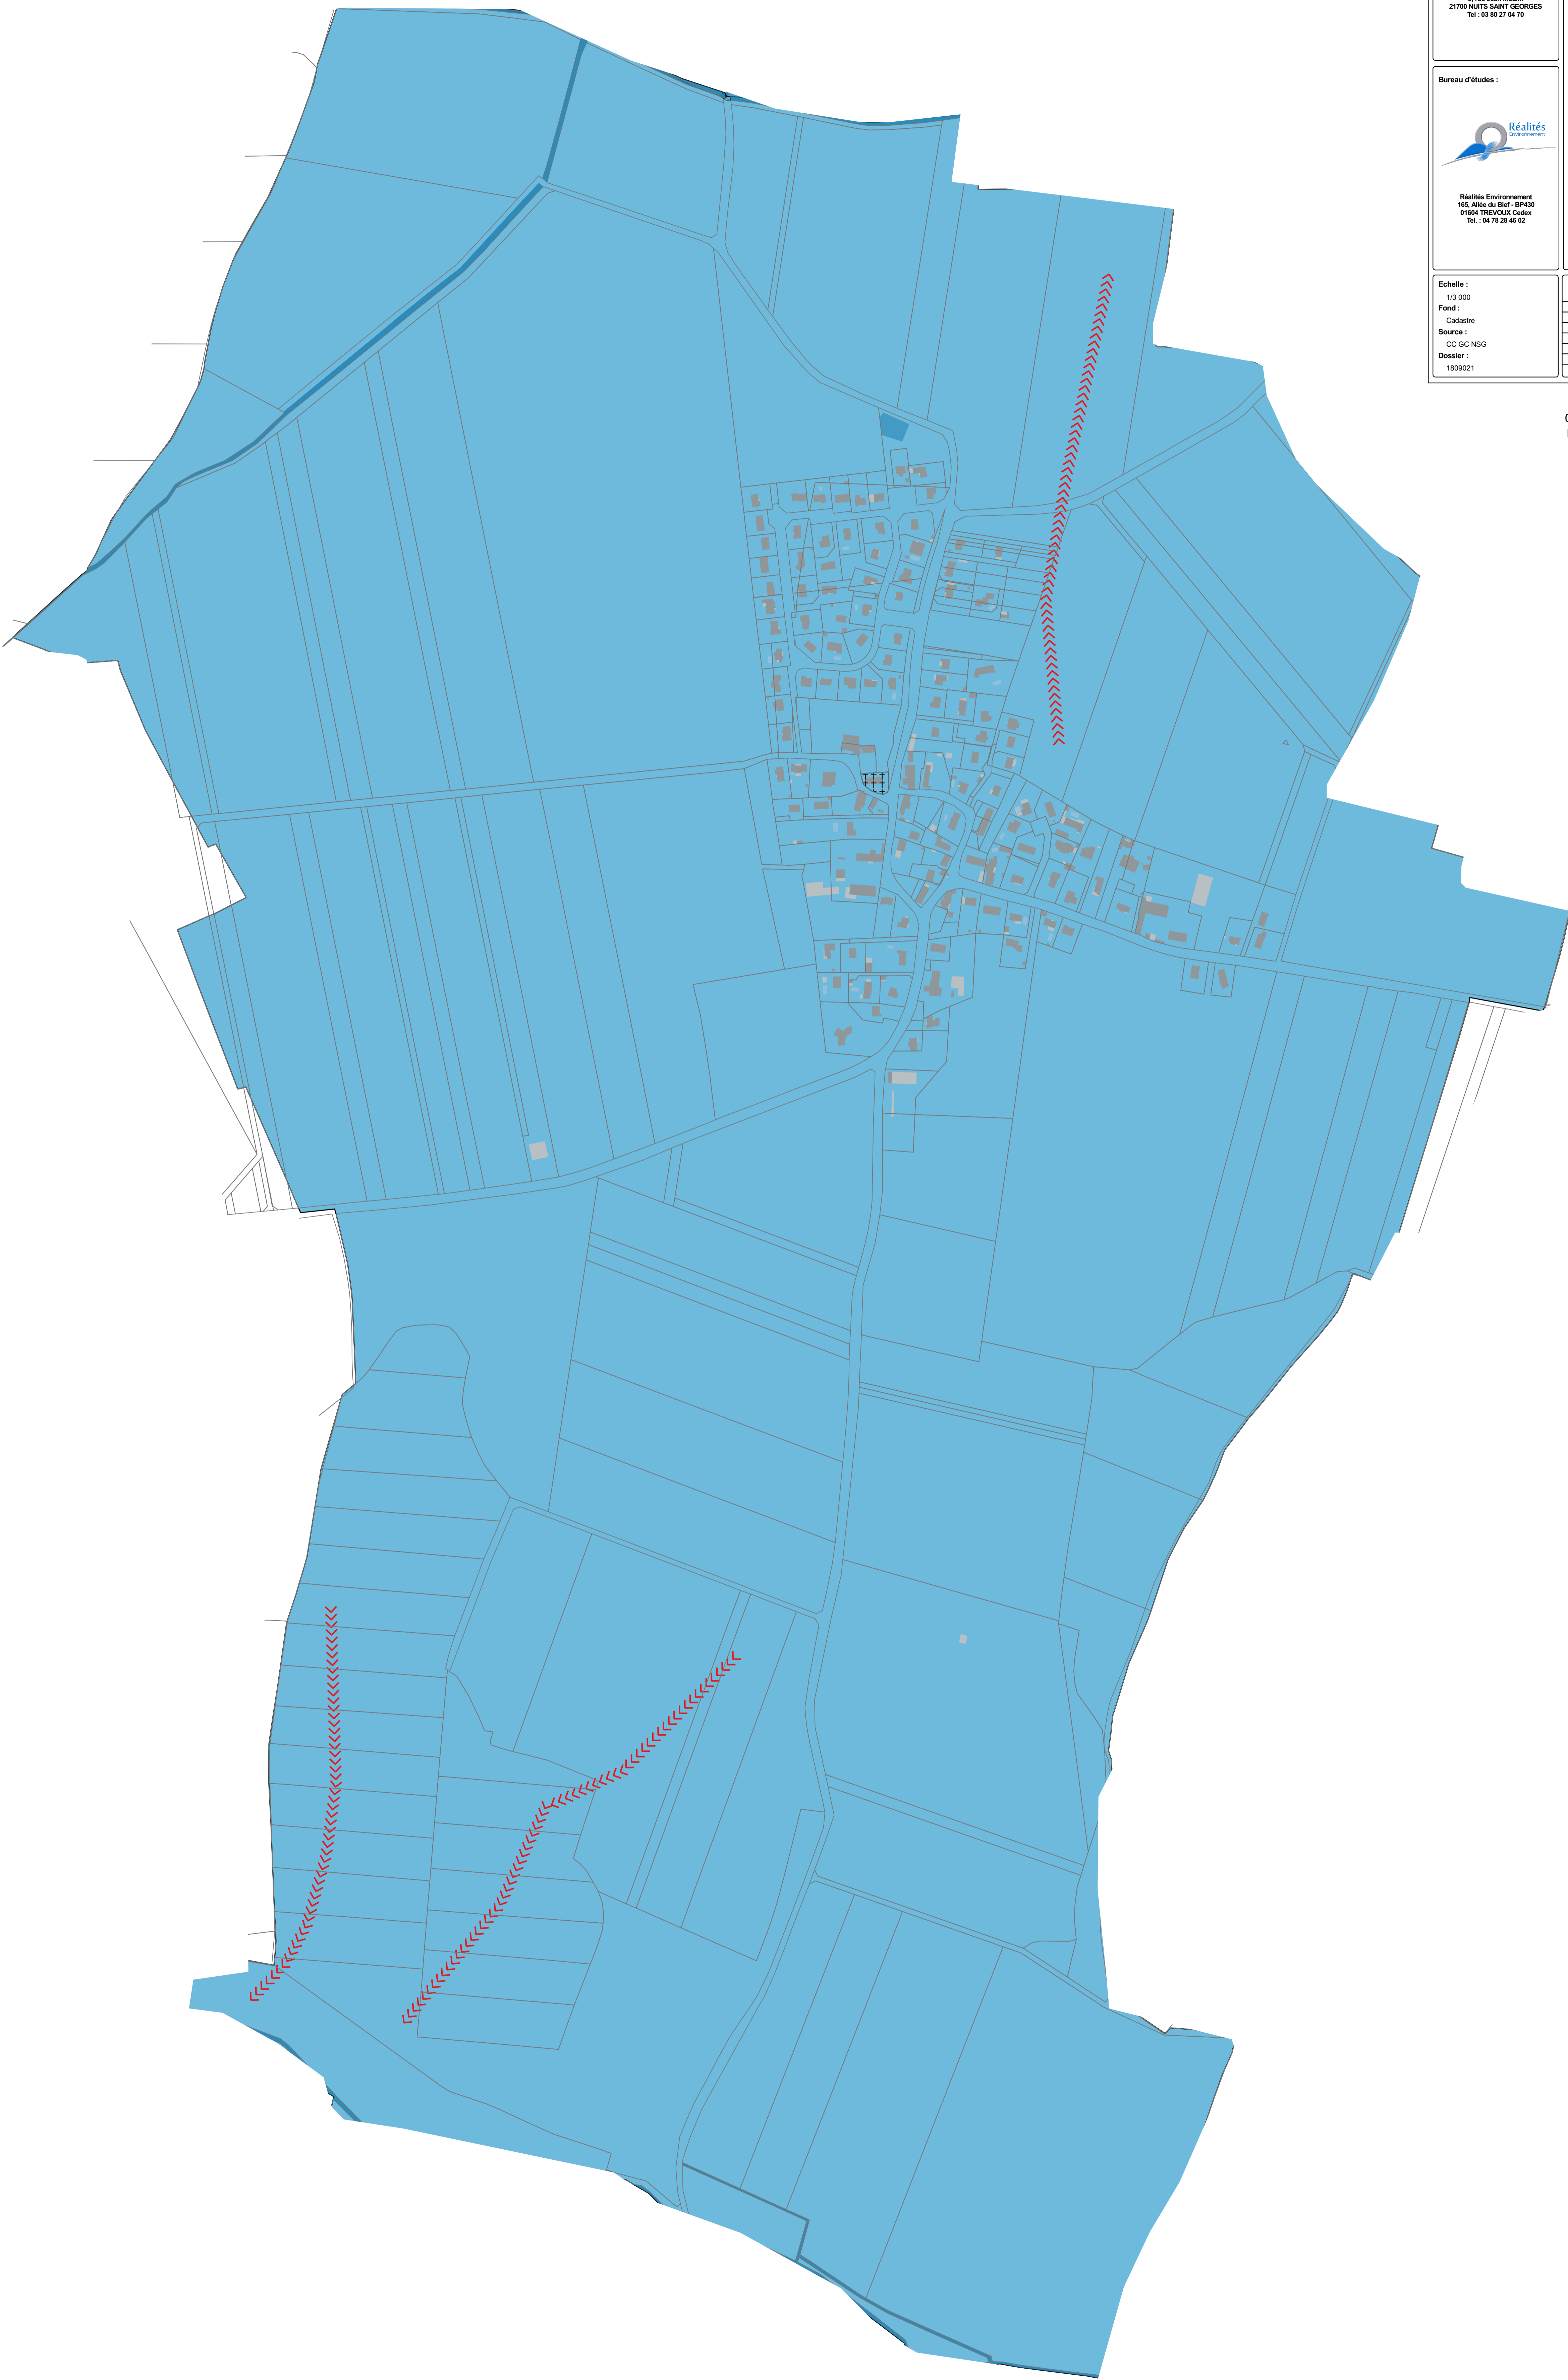 21700 NUITS SAINT GEORGES
Tel : 03 80 27 04 70
Bureau d'études :
Réalités
Environnement
Réalités Environnement
165, Allée du Bief - BP430
01604 TREVOUX Cedex
Tel. : 04 78 28 46 02
Echelle :
1/3 000
Fond :
Cadastre
Source :
CC GC NSG
Dossier :
1809021